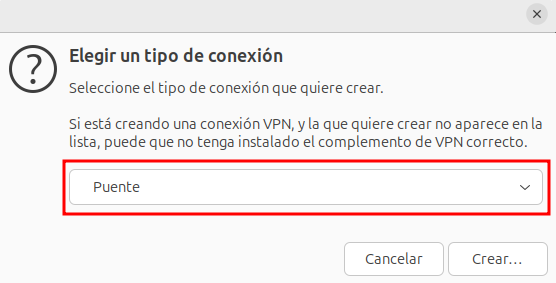 Elegir un tipo de conexión
Seleccione el tipo de conexión que quiere crear.
Si está creando una conexión VPN, y la que quiere crear no aparece en la
lista, puede que no tenga instalado el complemento de VPN correcto.
Puente
Cancelar
Crear...